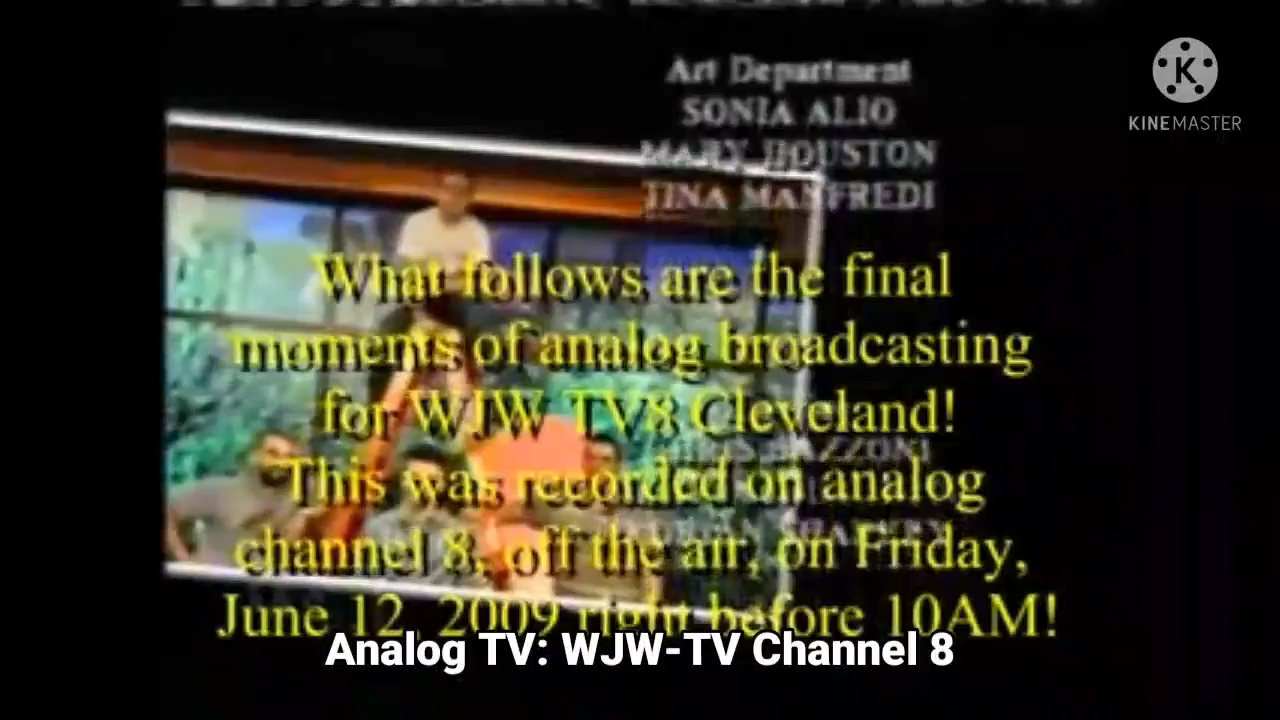 Art Department
SONIA ALIO
MARY HOUSTON
TINA MANFREDI
K
KINEMASTER
What follows are the final
moments of analog broadcasting
for WJW TV8 Cleveland!
This was recorded on analog
channel 8, off the air, on Friday,
June 12, 2009 right before 10AM!
Analog TV: WJW-TV Channel 8